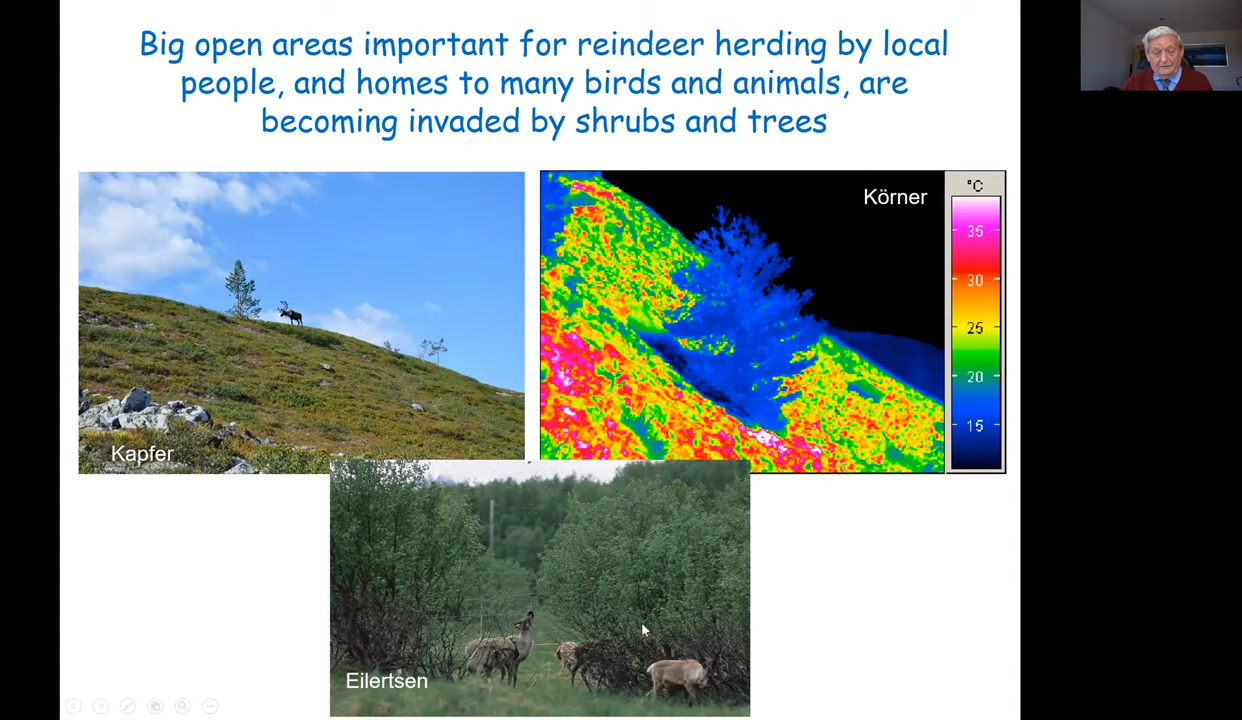 Big open areas important for reindeer herding by local
people, and homes to many birds and animals, are
becoming invaded by shrubs and trees
Kapfer
Körner
°C
35
30
25
20
15
Eilertsen